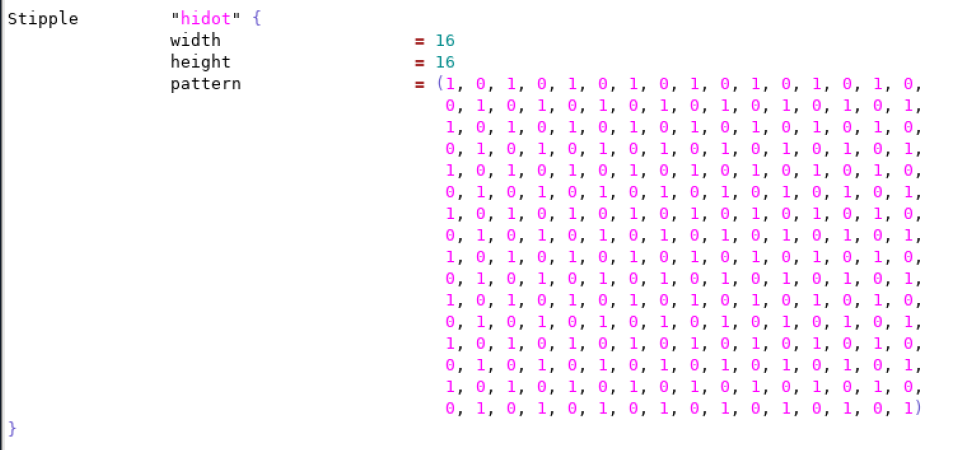 Stipple "hidot" {
width = 16
height = 16
pattern = (1, 0, 1, 0, 1, 0, 1, 0, 1, 0, 1, 0, 1, 0, 1, 0,
0, 1, 0, 1, 0, 1, 0, 1, 0, 1, 0, 1, 0, 1, 0, 1,
1, 0, 1, 0, 1, 0, 1, 0, 1, 0, 1, 0, 1, 0, 1, 0,
0, 1, 0, 1, 0, 1, 0, 1, 0, 1, 0, 1, 0, 1, 0, 1,
1, 0, 1, 0, 1, 0, 1, 0, 1, 0, 1, 0, 1, 0, 1, 0,
0, 1, 0, 1, 0, 1, 0, 1, 0, 1, 0, 1, 0, 1, 0, 1,
1, 0, 1, 0, 1, 0, 1, 0, 1, 0, 1, 0, 1, 0, 1, 0,
0, 1, 0, 1, 0, 1, 0, 1, 0, 1, 0, 1, 0, 1, 0, 1,
1, 0, 1, 0, 1, 0, 1, 0, 1, 0, 1, 0, 1, 0, 1, 0,
0, 1, 0, 1, 0, 1, 0, 1, 0, 1, 0, 1, 0, 1, 0, 1,
1, 0, 1, 0, 1, 0, 1, 0, 1, 0, 1, 0, 1, 0, 1, 0,
0, 1, 0, 1, 0, 1, 0, 1, 0, 1, 0, 1, 0, 1, 0, 1,
1, 0, 1, 0, 1, 0, 1, 0, 1, 0, 1, 0, 1, 0, 1, 0,
0, 1, 0, 1, 0, 1, 0, 1, 0, 1, 0, 1, 0, 1, 0, 1,
1, 0, 1, 0, 1, 0, 1, 0, 1, 0, 1, 0, 1, 0, 1, 0,
0, 1, 0, 1, 0, 1, 0, 1, 0, 1, 0, 1, 0, 1, 0, 1)
}